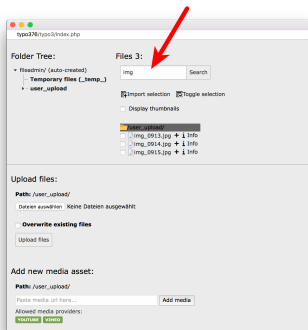 typo376/typo3/index.php
Folder Tree:
Files 3:
fileadmin/ (auto-created)
Temporary files (_temp_)
user_upload
img
Search
Import selection
Toggle selection
Display thumbnails
/user_upload/
img_0913.jpg + i Info
img_0914.jpg + i Info
img_0915.jpg + i Info
Upload files:
Path: /user_upload/
Dateien auswählen Keine Dateien ausgewählt
Overwrite existing files
Upload files
Add new media asset:
Path: /user_upload/
Paste media url here...
Add media
Allowed media providers:
YOUTUBE VIMEO